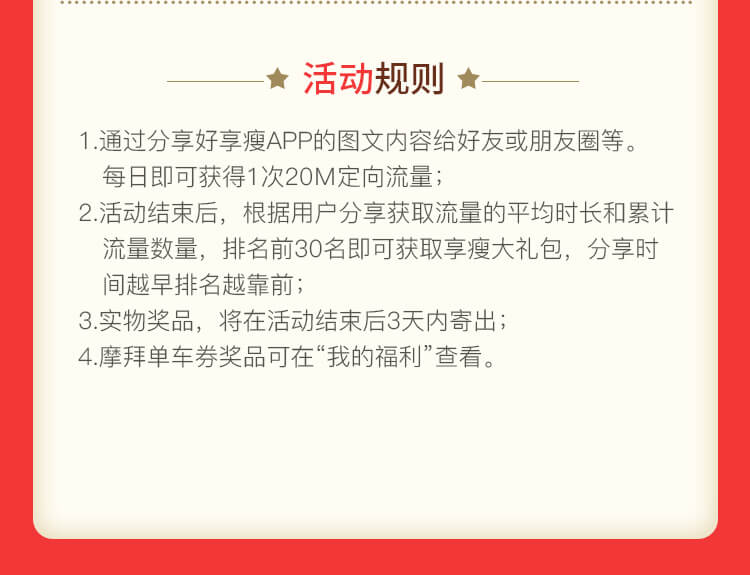 活动规则
1.通过分享好享瘦APP的图文内容给好友或朋友圈等。
每日即可获得1次20M定向流量；
2.活动结束后，根据用户分享获取流量的平均时长和累计
流量数量，排名前30名即可获取享瘦大礼包，分享时
间越早排名越靠前；
3.实物奖品，将在活动结束后3天内寄出；
4.摩拜单车券奖品可在“我的福利”查看。